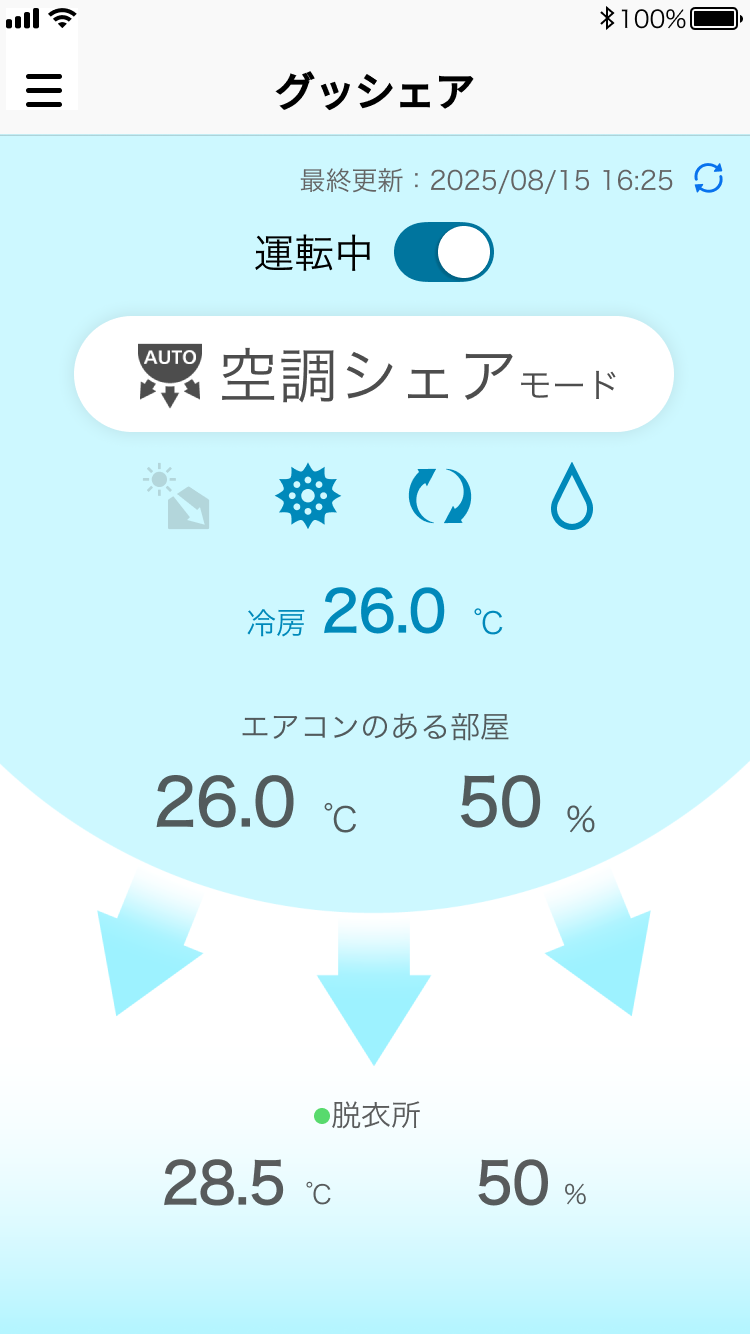 100%
グッシェア
最終更新：2025/08/15 16:25
運転中
AUTO 空調シェアモード
冷房 26.0 ℃
エアコンのある部屋
26.0 ℃ 50 %
脱衣所
28.5 ℃ 50 %